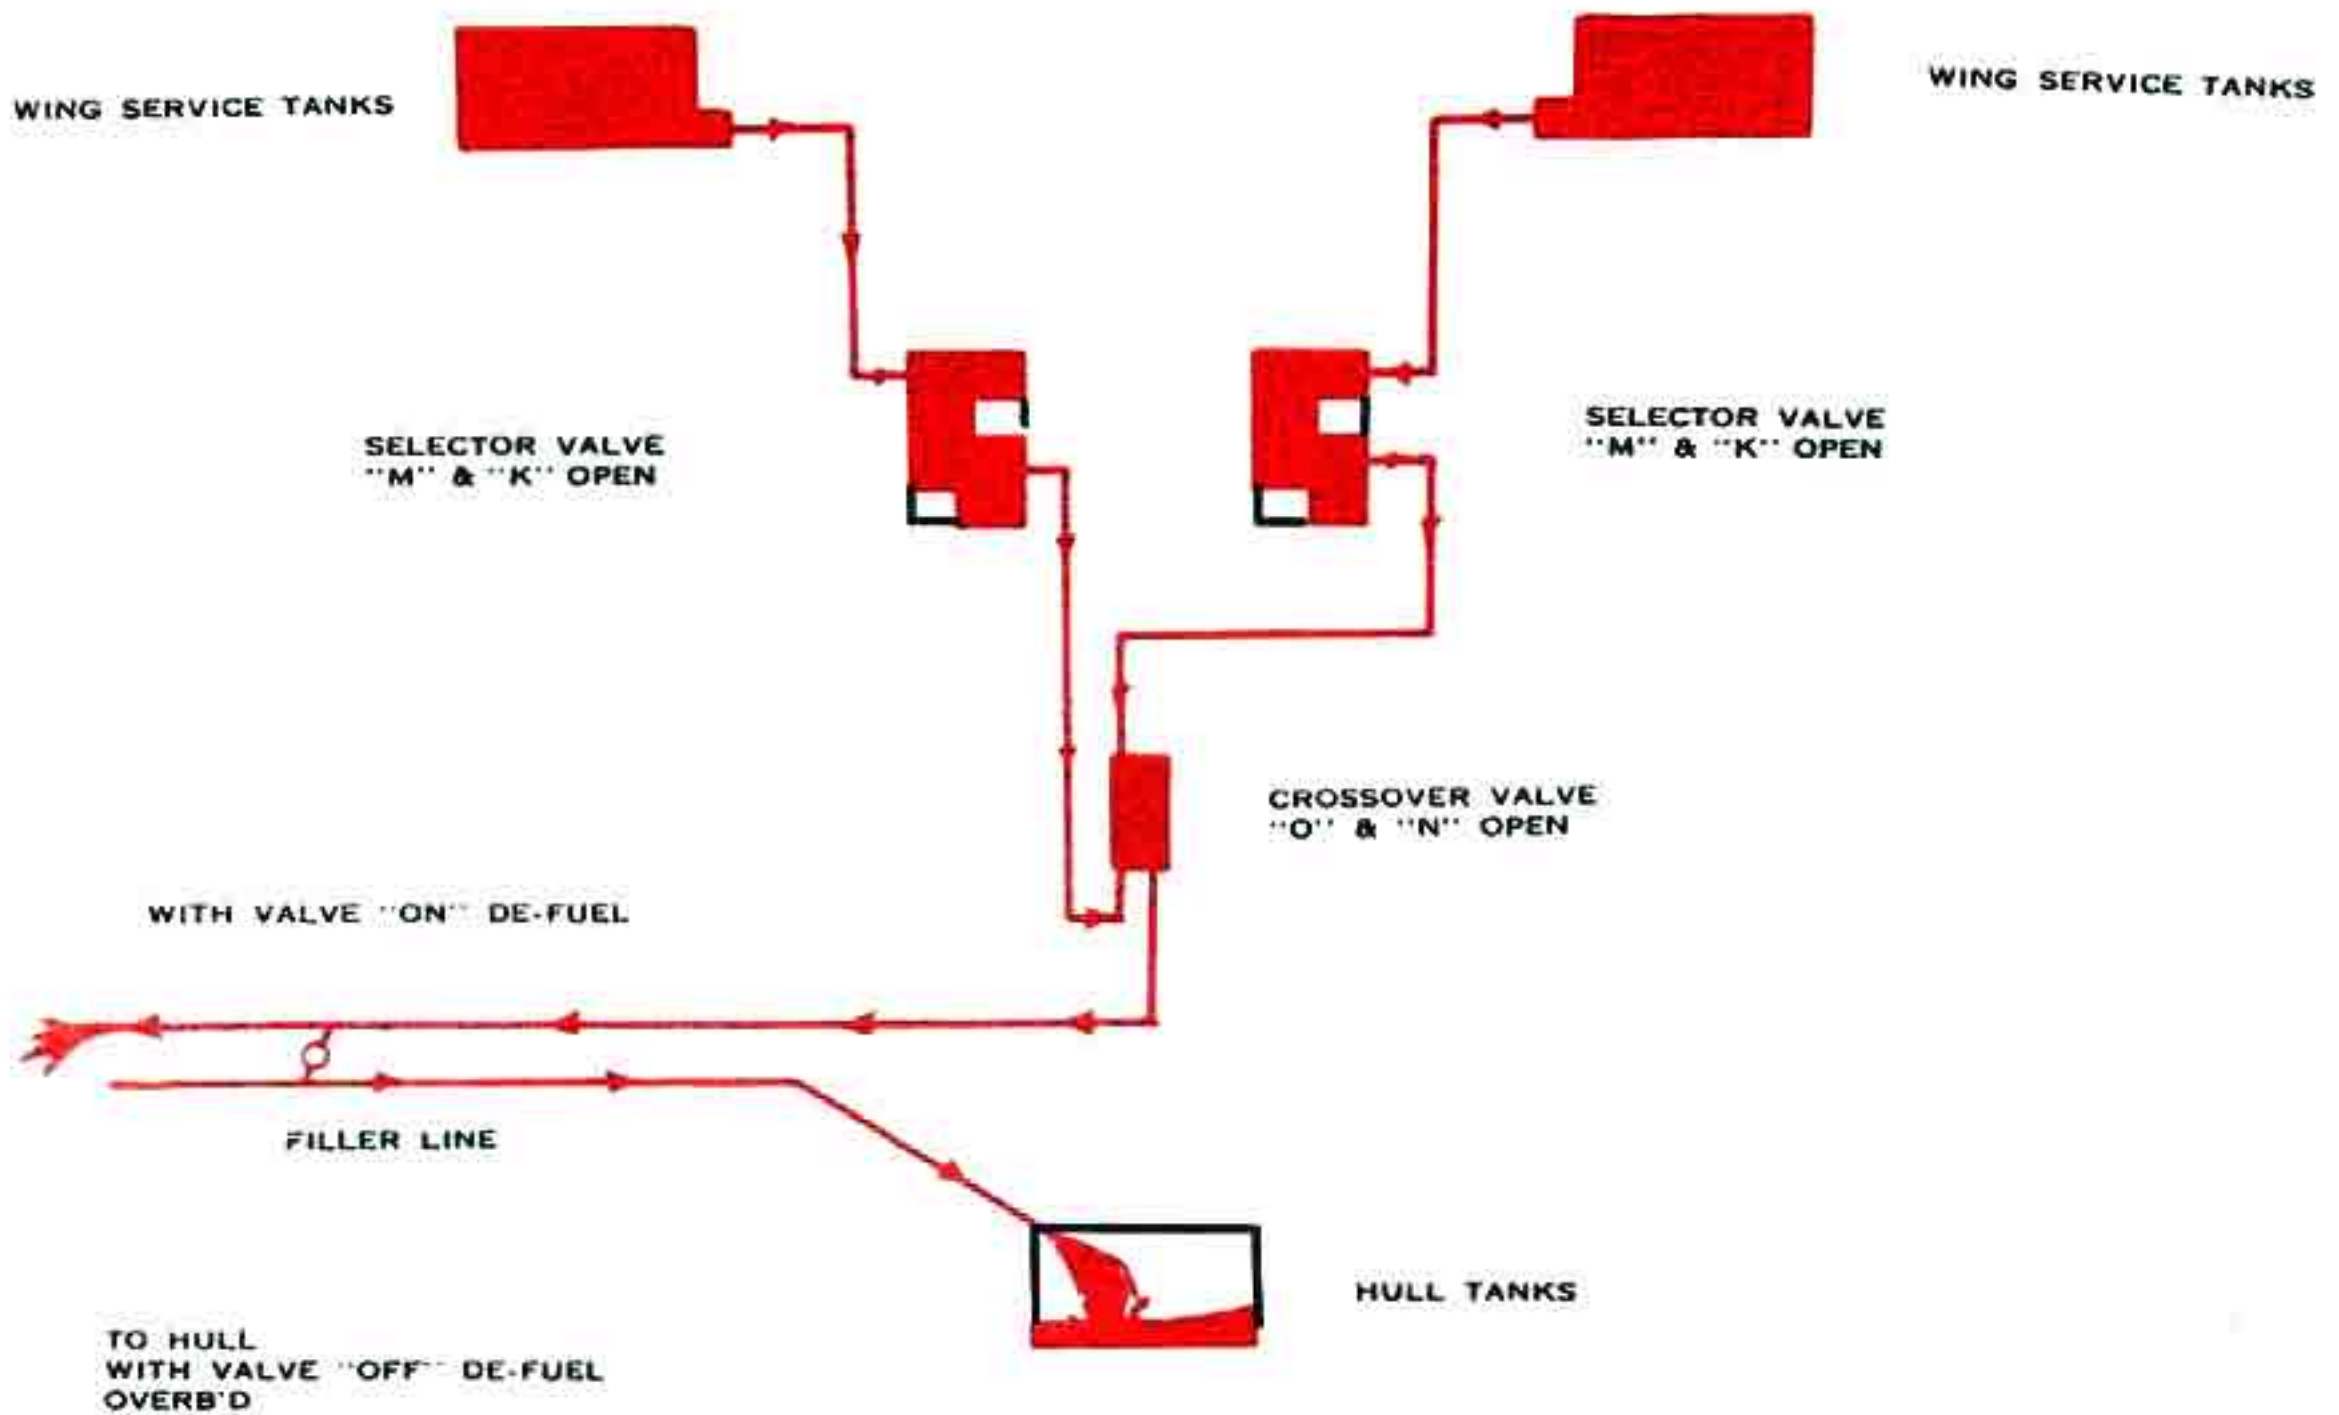 WING SERVICE TANKS
WING SERVICE TANKS
SELECTOR VALVE
"M" & "K" OPEN
SELECTOR VALVE
"M" & "K" OPEN
CROSSOVER VALVE
"O" & "N" OPEN
WITH VALVE "ON" DE-FUEL
FILLER LINE
HULL TANKS
TO HULL
WITH VALVE "OFF" DE-FUEL
OVERB'D